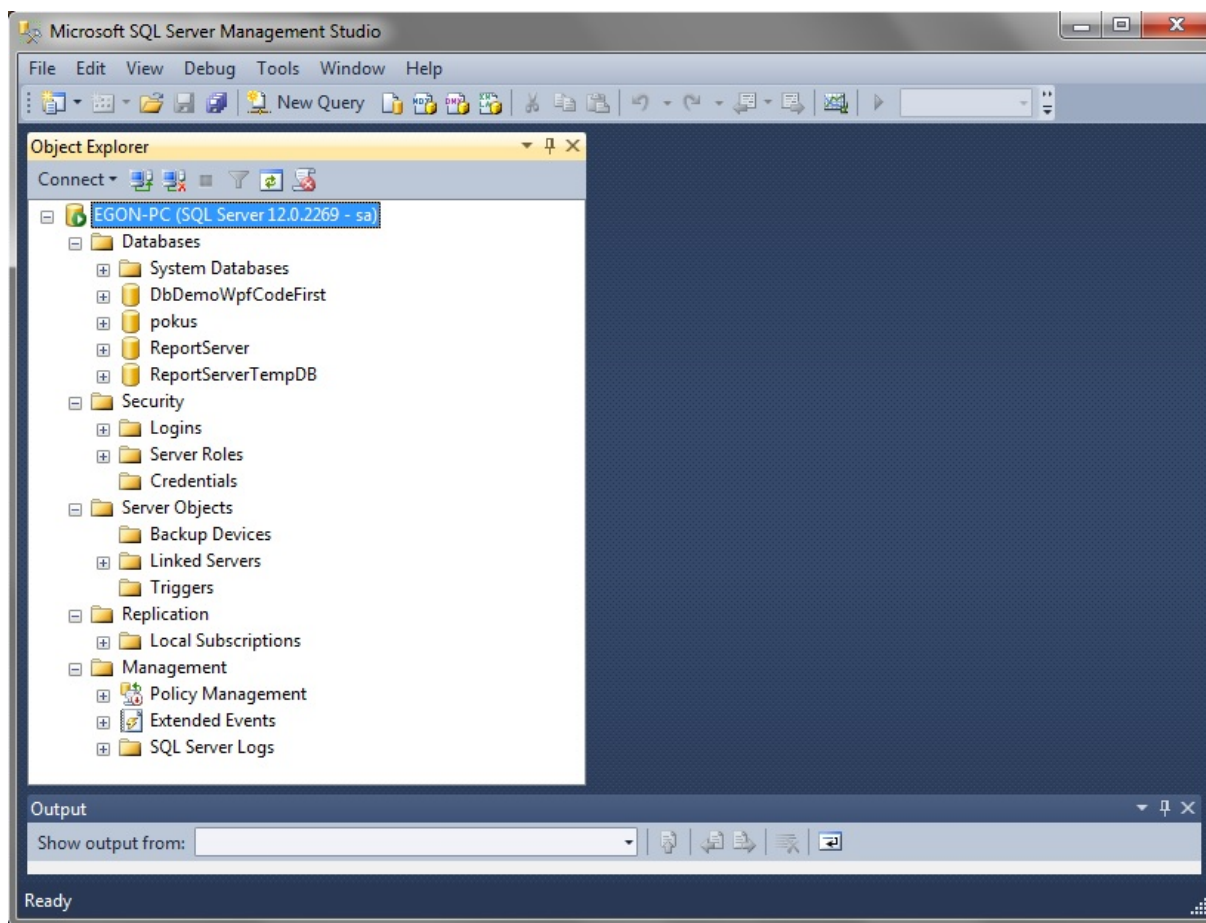 Microsoft SQL Server Management Studio
File Edit View Debug Tools Window Help
New Query
Object Explorer
Connect
EGON-PC (SQL Server 12.0.2269 - sa)
Databases
System Databases
DbDemoWpfCodeFirst
pokus
ReportServer
ReportServerTempDB
Security
Logins
Server Roles
Credentials
Server Objects
Backup Devices
Linked Servers
Triggers
Replication
Local Subscriptions
Management
Policy Management
Extended Events
SQL Server Logs
Output
Show output from:
Ready